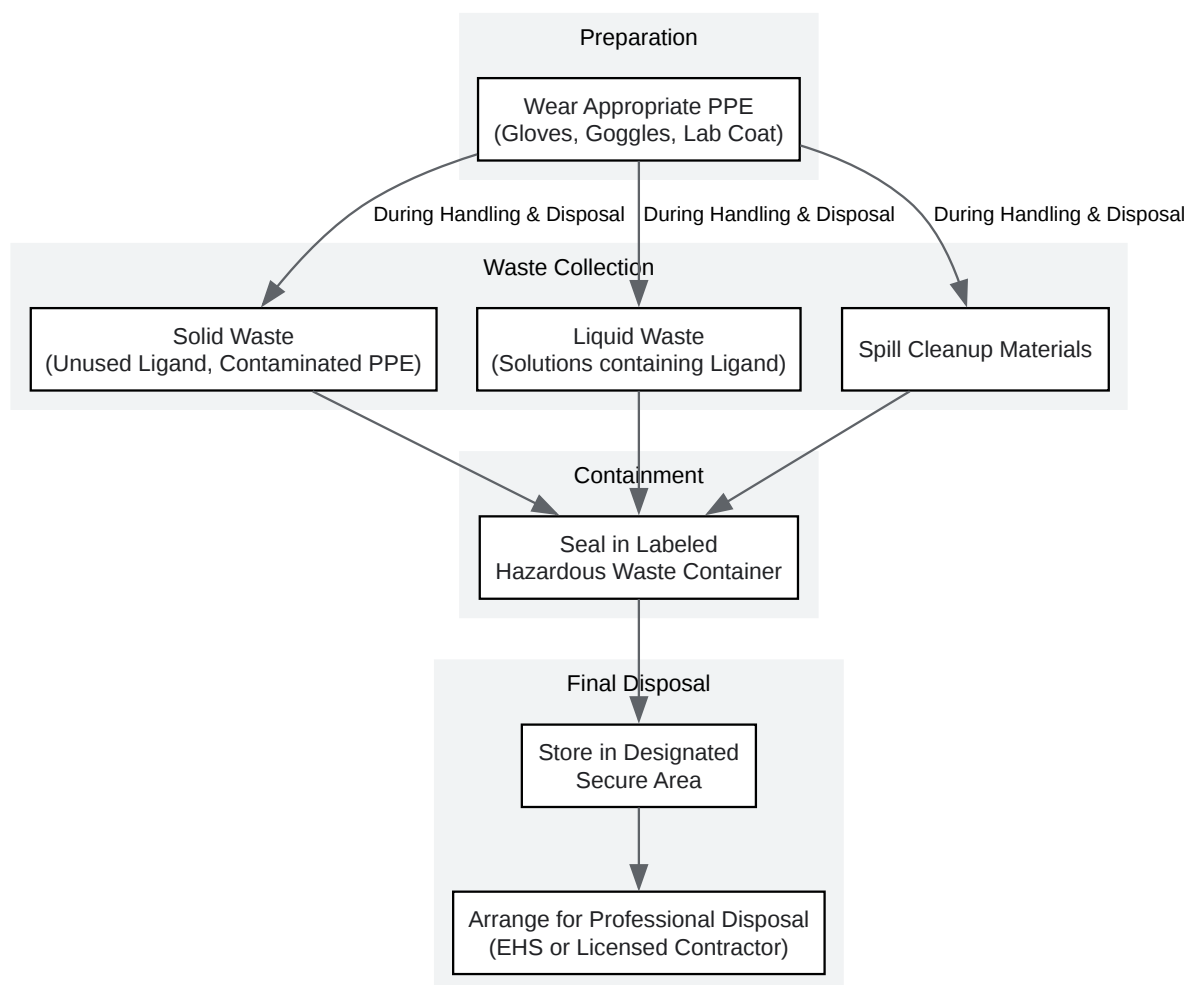 Preparation
Wear Appropriate PPE
(Gloves, Goggles, Lab Coat)
During Handling & Disposal
During Handling & Disposal
During Handling & Disposal
Waste Collection
Solid Waste
(Unused Ligand, Contaminated PPE)
Liquid Waste
(Solutions containing Ligand)
Spill Cleanup Materials
Containment
Seal in Labeled
Hazardous Waste Container
Final Disposal
Store in Designated
Secure Area
Arrange for Professional Disposal
(EHS or Licensed Contractor)